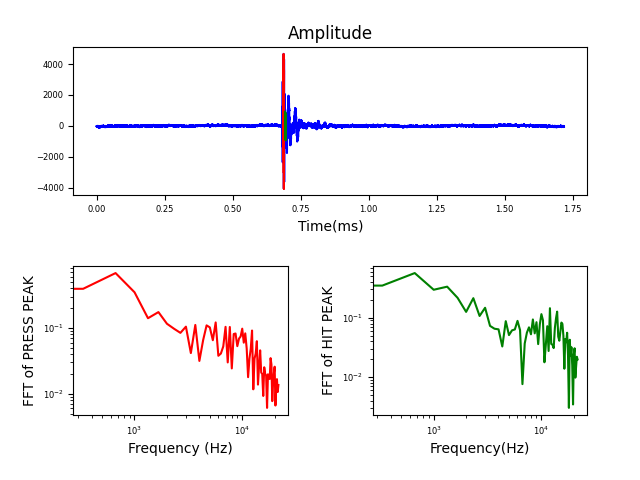 Amplitude
4000
2000
0
−2000
−4000
0.00 0.25 0.50 0.75 1.00 1.25 1.50 1.75
Time(ms)
FFT of PRESS PEAK
10⁻¹
10⁻²
10³ 10⁴
Frequency (Hz)
FFT of HIT PEAK
10⁻¹
10⁻²
10³ 10⁴
Frequency(Hz)